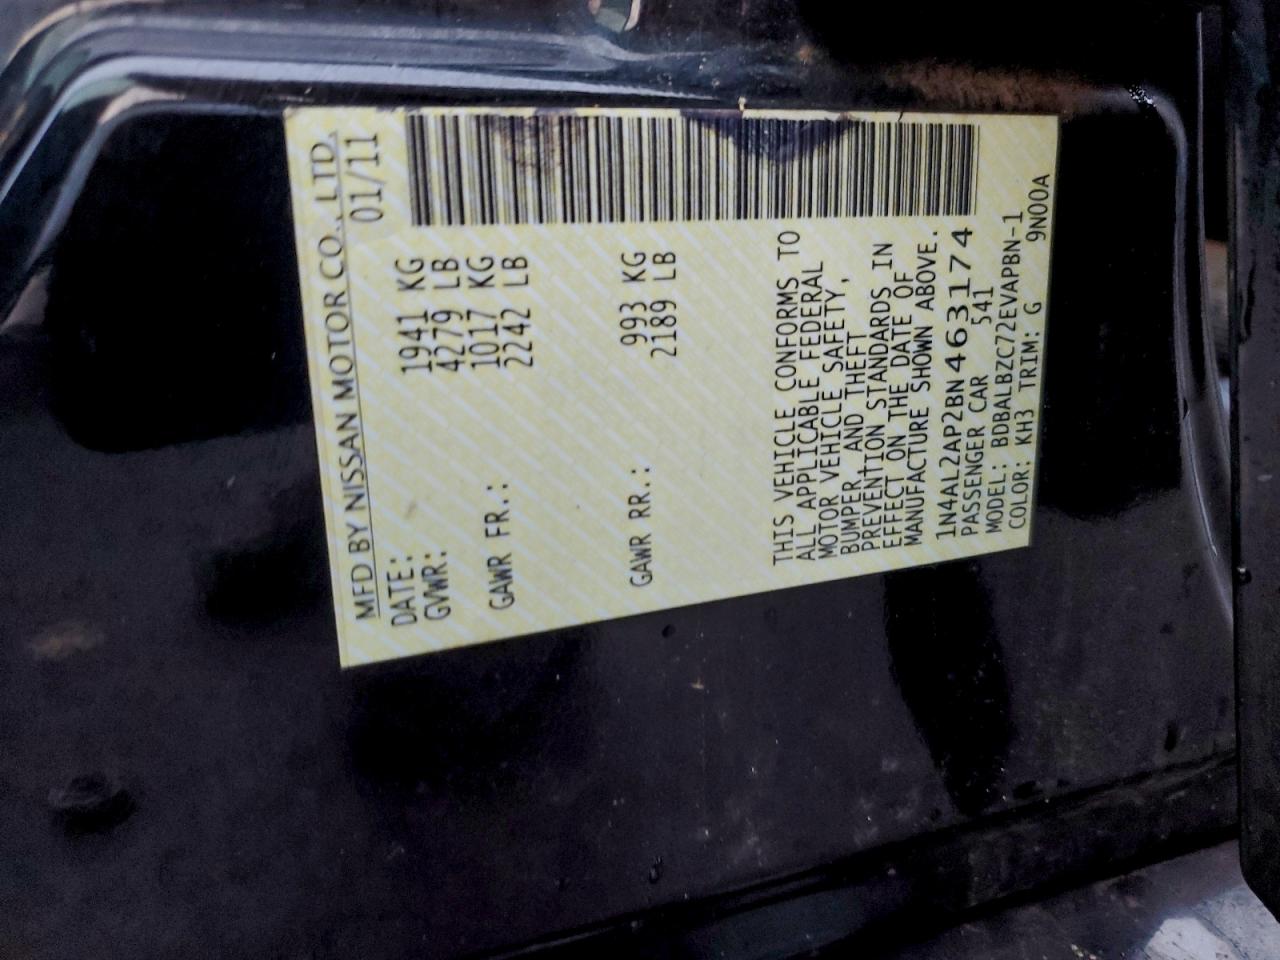 MFD BY NISSAN MOTOR CO., LTD.
DATE: 01/11
GVWR: 1941 KG
4279 LB
GAWR FR.: 1017 KG
2242 LB
GAWR RR.: 993 KG
2189 LB
THIS VEHICLE CONFORMS TO
ALL APPLICABLE FEDERAL
MOTOR VEHICLE SAFETY,
BUMPER AND THEFT
PREVENTION STANDARDS IN
EFFECT ON THE DATE OF
MANUFACTURE SHOWN ABOVE.
1N4AL2AP2BN463174
PASSENGER CAR 541
MODEL: BDBALBZC72EVAPBN-1
COLOR: KH3 TRIM: G 9N00A